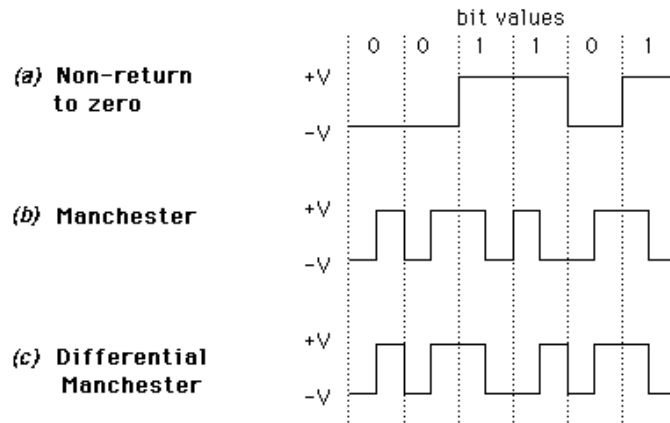 bit values
0 0 1 1 0 1
(a) Non-return
to zero
+V
-V
(b) Manchester
+V
-V
(c) Differential
Manchester
+V
-V